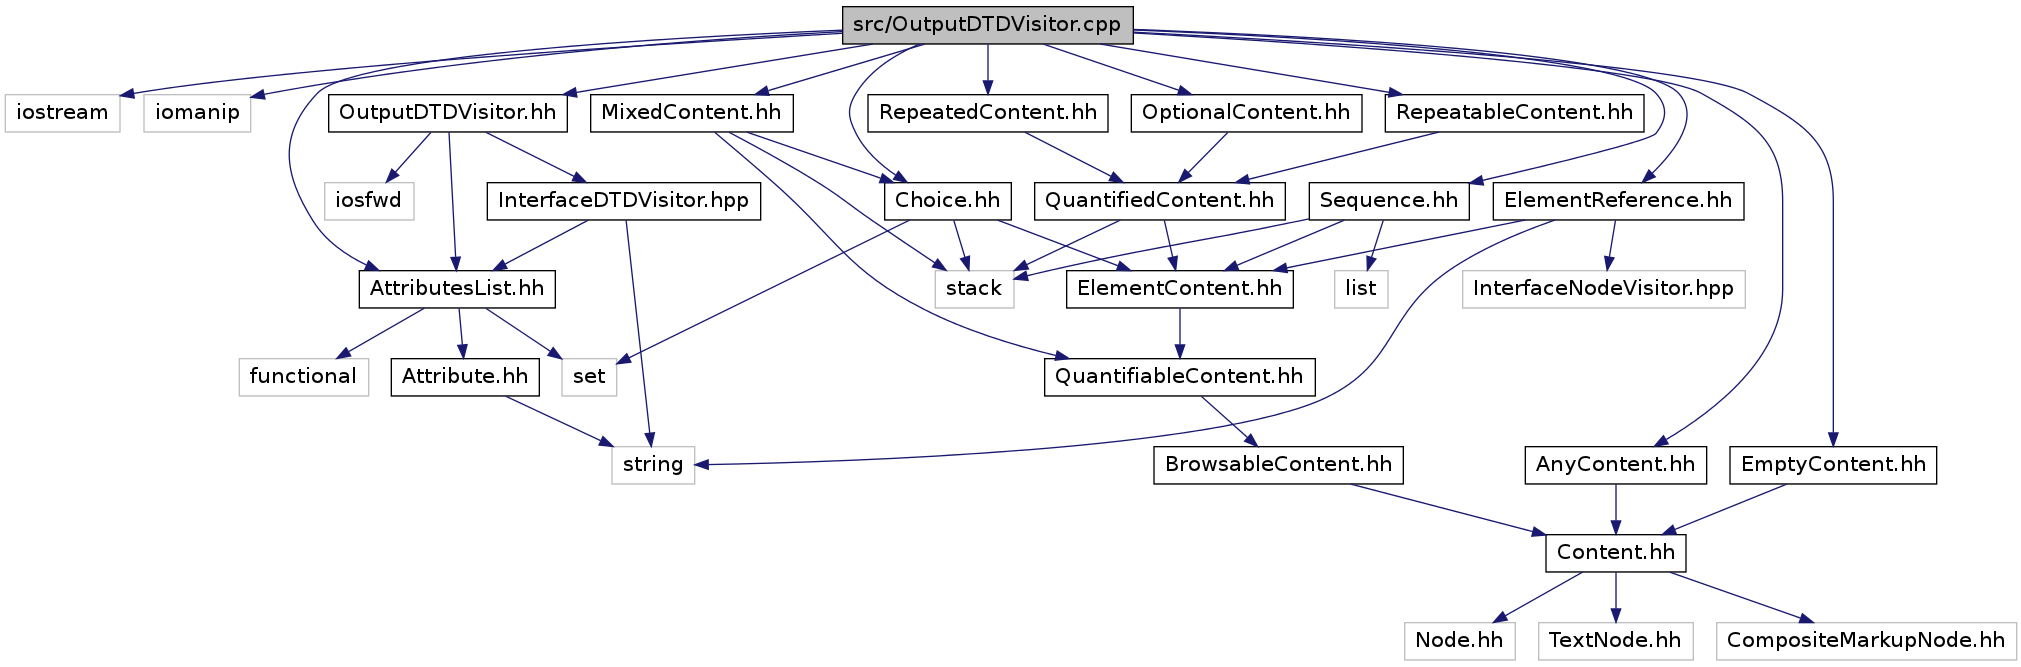 src/OutputDTDVisitor.cpp
iostream
iomanip
OutputDTDVisitor.hh
MixedContent.hh
RepeatedContent.hh
OptionalContent.hh
RepeatableContent.hh
iosfwd
InterfaceDTDVisitor.hpp
Choice.hh
QuantifiedContent.hh
Sequence.hh
ElementReference.hh
AttributesList.hh
stack
ElementContent.hh
list
InterfaceNodeVisitor.hpp
functional
Attribute.hh
set
QuantifiableContent.hh
string
BrowsableContent.hh
AnyContent.hh
EmptyContent.hh
Content.hh
Node.hh
TextNode.hh
CompositeMarkupNode.hh